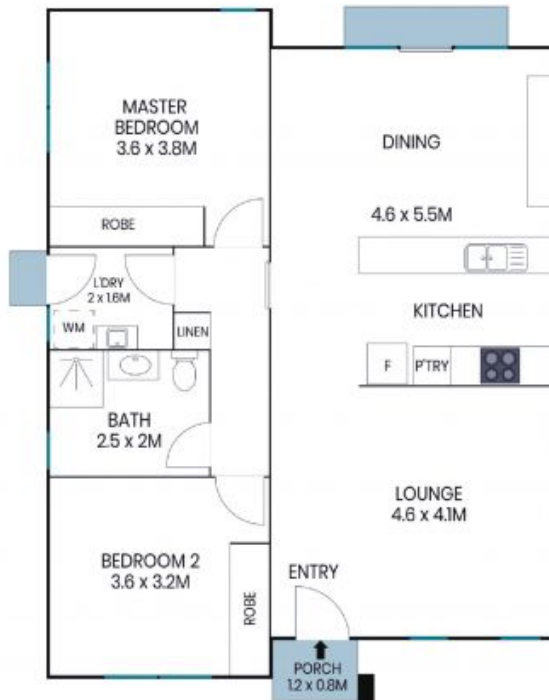 MASTER
BEDROOM
3.6 x 3.8M
DINING
4.6 x 5.5M
ROBE
L'DRY
2 x 1.6M
WM
LINEN
KITCHEN
F
P'TRY
BATH
2.5 x 2M
LOUNGE
4.6 x 4.1M
BEDROOM 2
3.6 x 3.2M
ROBE
ENTRY
PORCH
1.2 x 0.8M